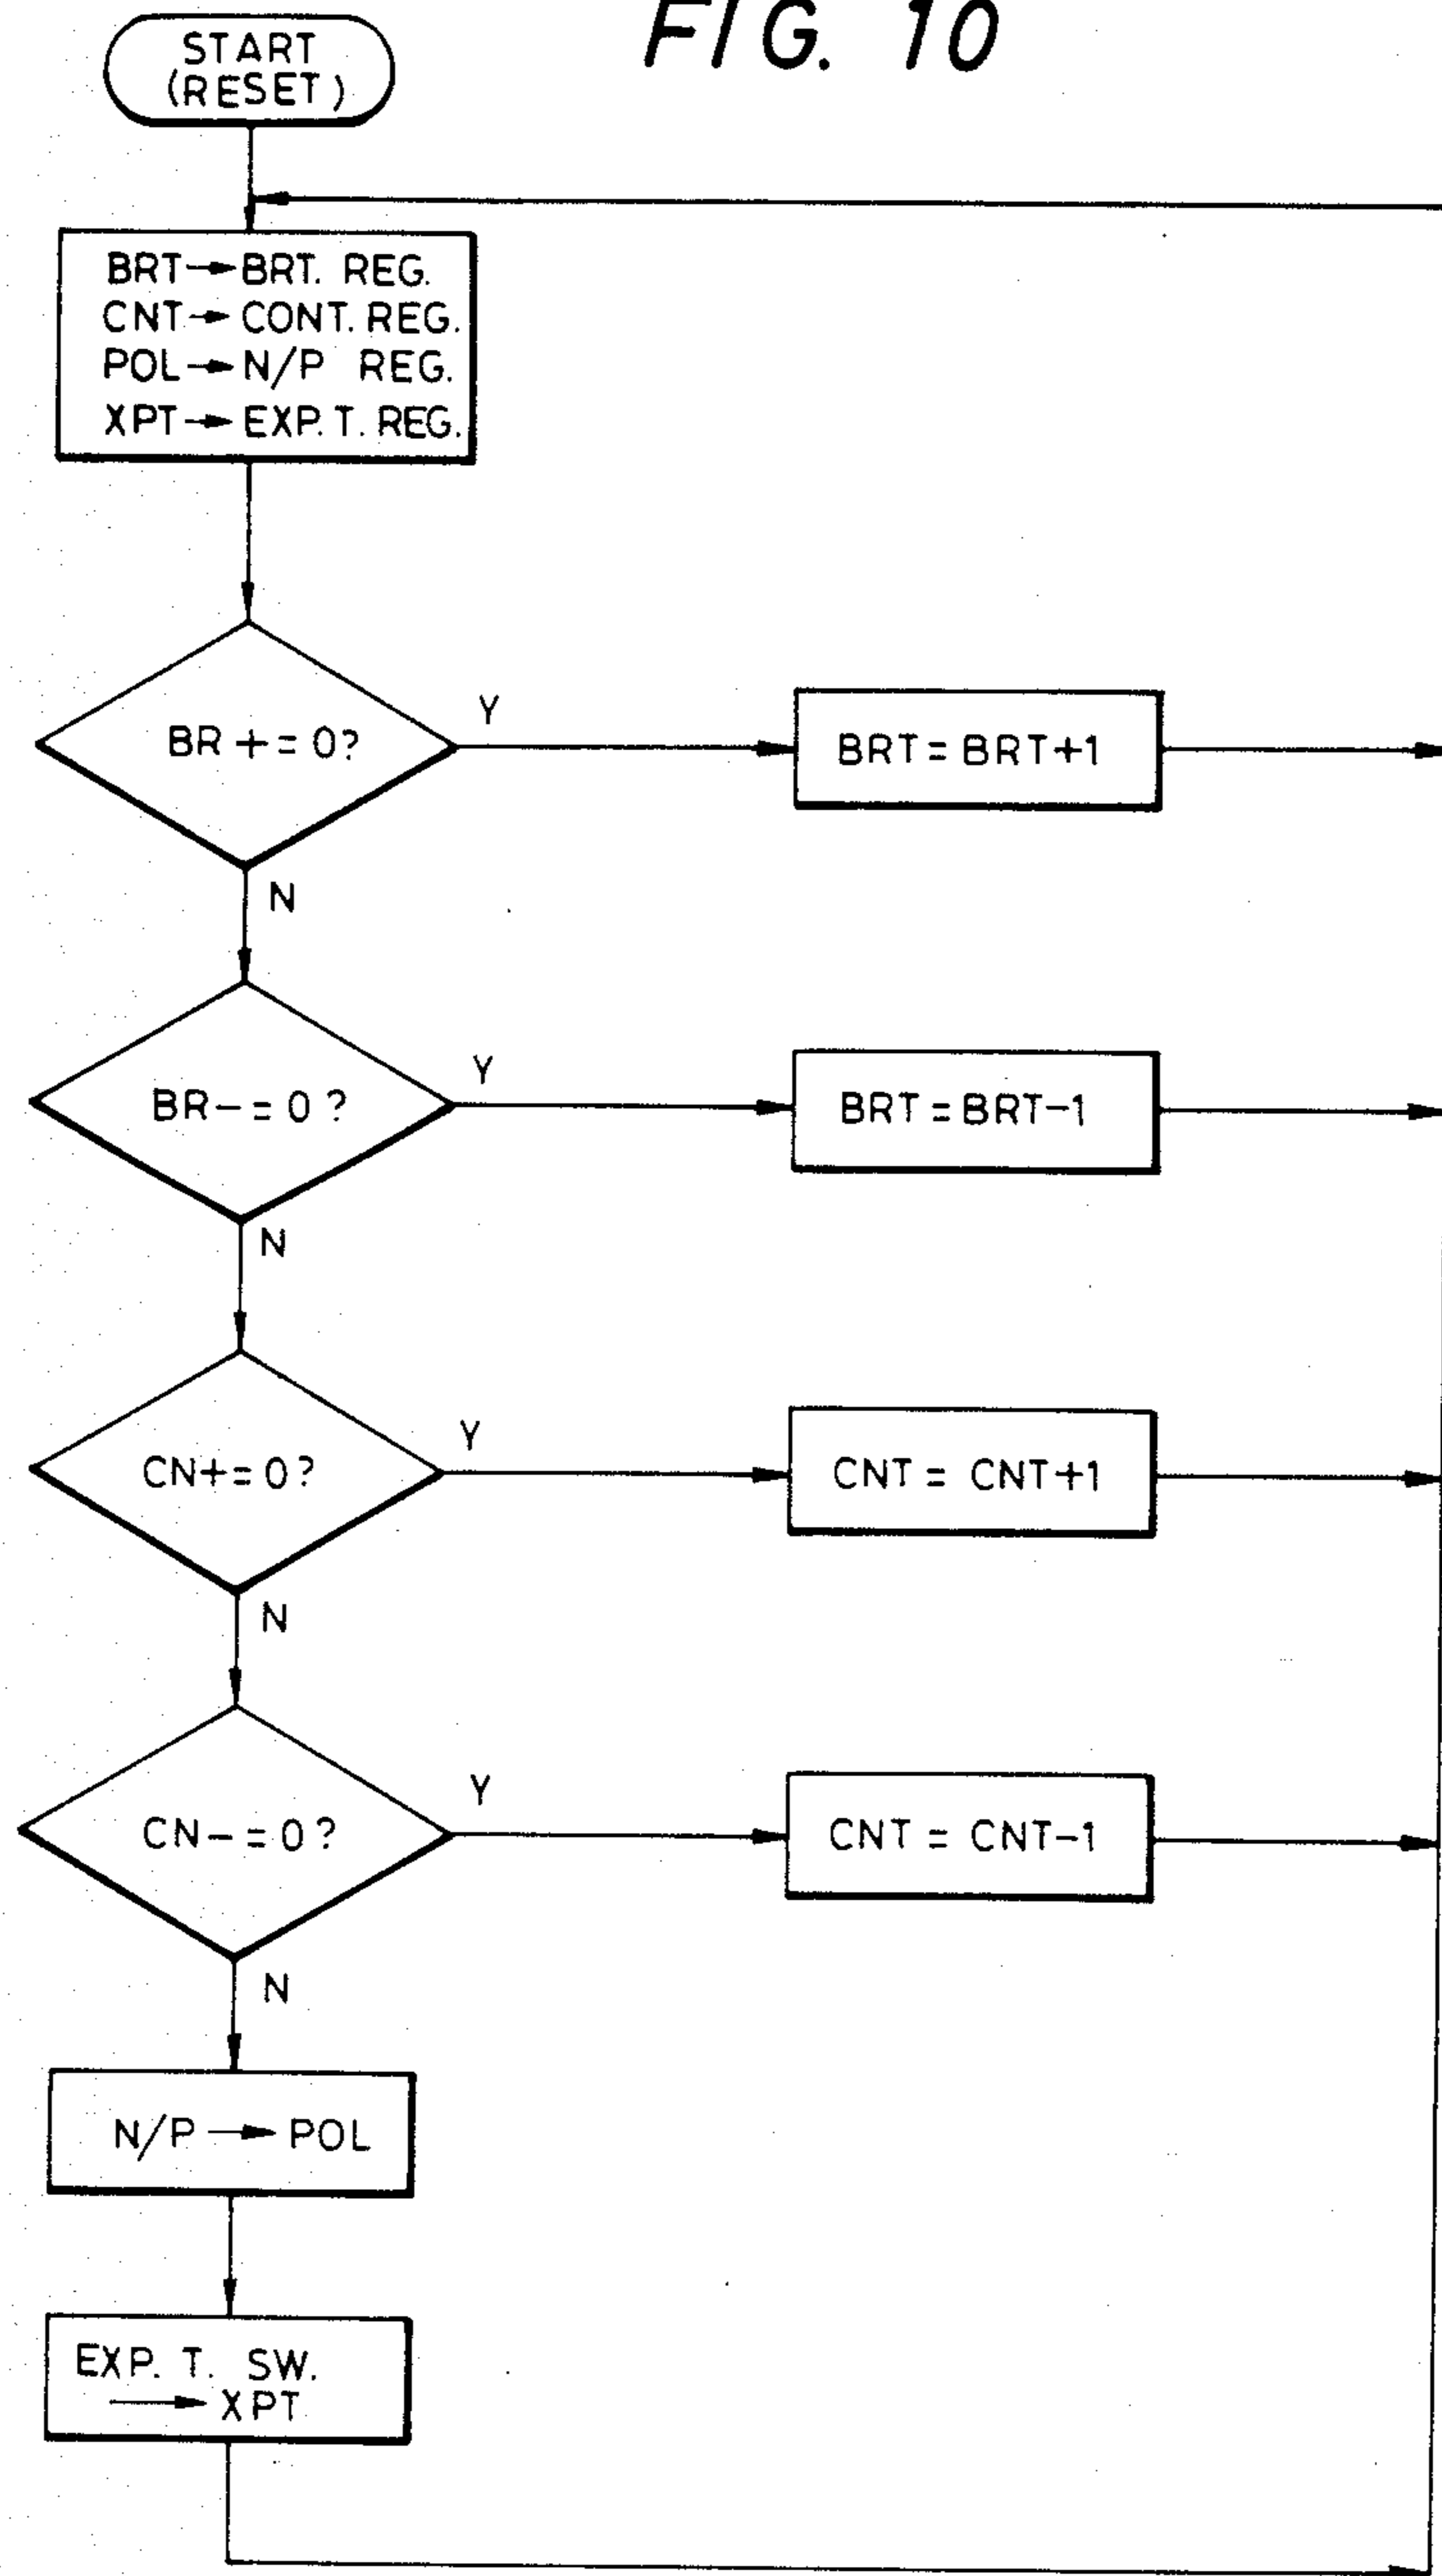 FIG. 10
START
(RESET)
BRT→BRT. REG.
CNT→CONT. REG.
POL→N/P REG.
XPT→EXP. T. REG.
BR+=0?
Y
BRT=BRT+1
N
BR-=0?
Y
BRT=BRT-1
N
CN+=0?
Y
CNT=CNT+1
N
CN-=0?
Y
CNT=CNT-1
N
N/P→POL
EXP. T. SW.
→XPT